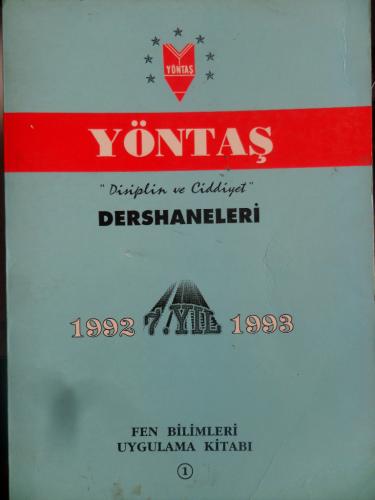 YÖNTAŞ
YÖNTAŞ
"Disiplin ve Ciddiyet"
DERSHANELERİ
1992 7.YIL 1993
FEN BİLİMLERİ
UYGULAMA KİTABI
1